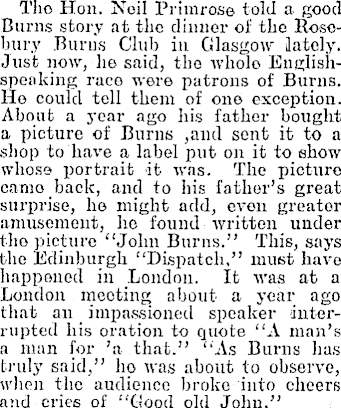 The Hon. Neil Primrose told a good
Burns story at the dinner of the Rose-
bury Burns Club in Glasgow lately.
Just now, he said, the whole English-
speaking race were patrons of Burns.
He could tell them of one exception.
About a year ago his father bought
a picture of Burns ,and sent it to a
shop to have a label put on it to show
whose portrait it was. The picture
came back, and to his father's great
surprise, he might add, even greater
amusement, he found written under
the picture "John Burns." This, says
the Edinburgh "Dispatch," must have
happened in London. It was at a
London meeting about a year ago
that an impassioned speaker inter-
rupted his oration to quote "A man's
a man for 'a that." "As Burns has
truly said," he was about to observe,
when the audience broke into cheers
and cries of "Good old John."